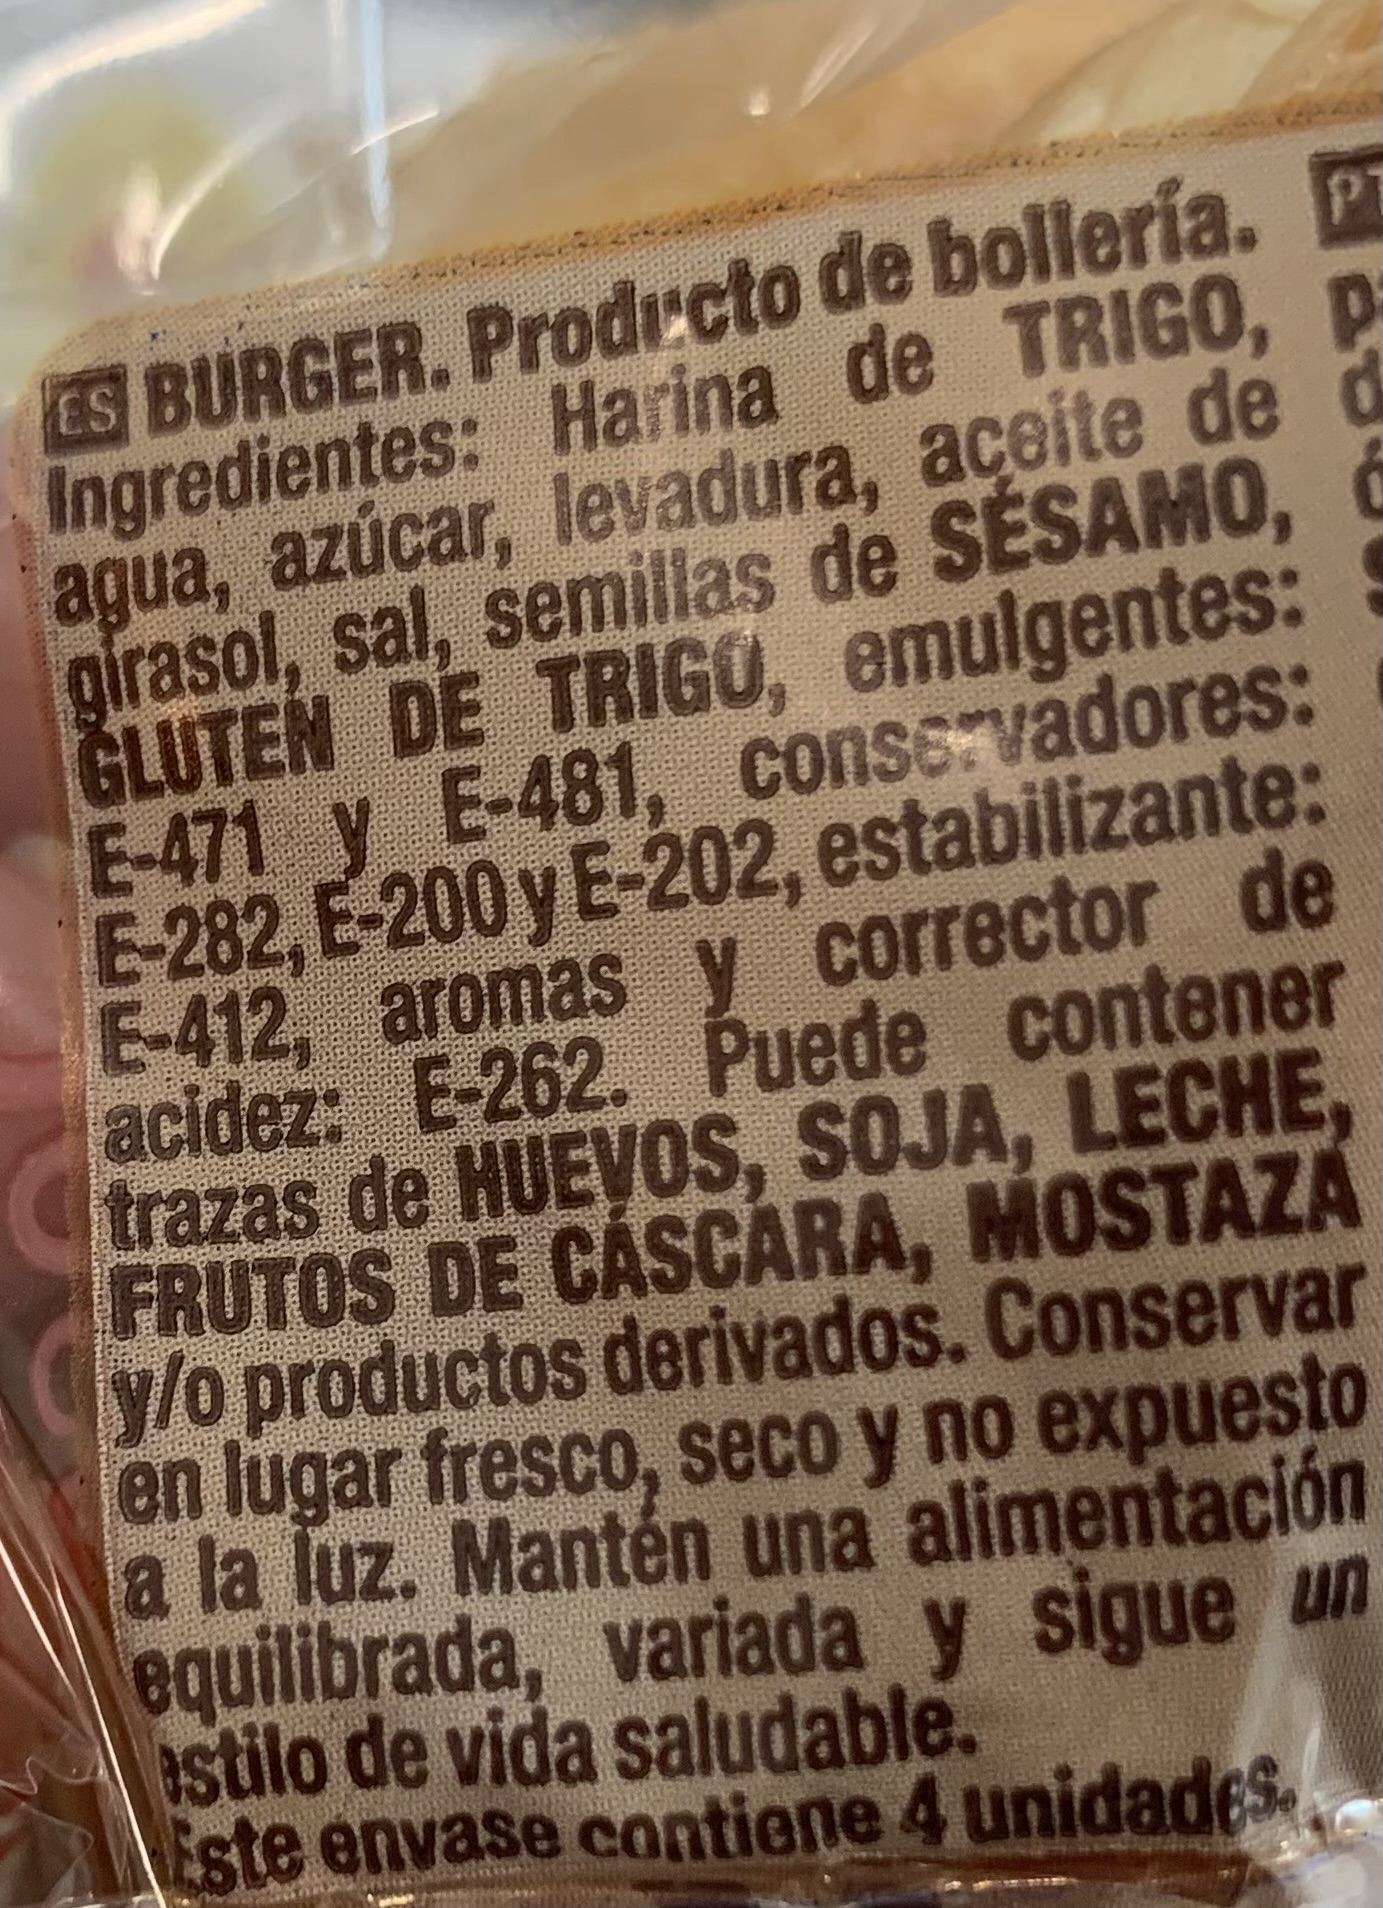 ES BURGER. Producto de bollería.
Ingredientes: Harina de TRIGO,
agua, azúcar, levadura, aceite de
girasol, sal, semillas de SÉSAMO,
GLUTEN DE TRIGO, emulgentes:
E-471 y E-481, conservadores:
E-282, E-200 y E-202, estabilizante:
E-412, aromas y corrector de
acidez: E-262. Puede contener
trazas de HUEVOS, SOJA, LECHE,
FRUTOS DE CÁSCARA, MOSTAZA
y/o productos derivados. Conservar
en lugar fresco, seco y no expuesto
a la luz. Mantén una alimentación
equilibrada, variada y sigue un
estilo de vida saludable.
Este envase contiene 4 unidades.
PT